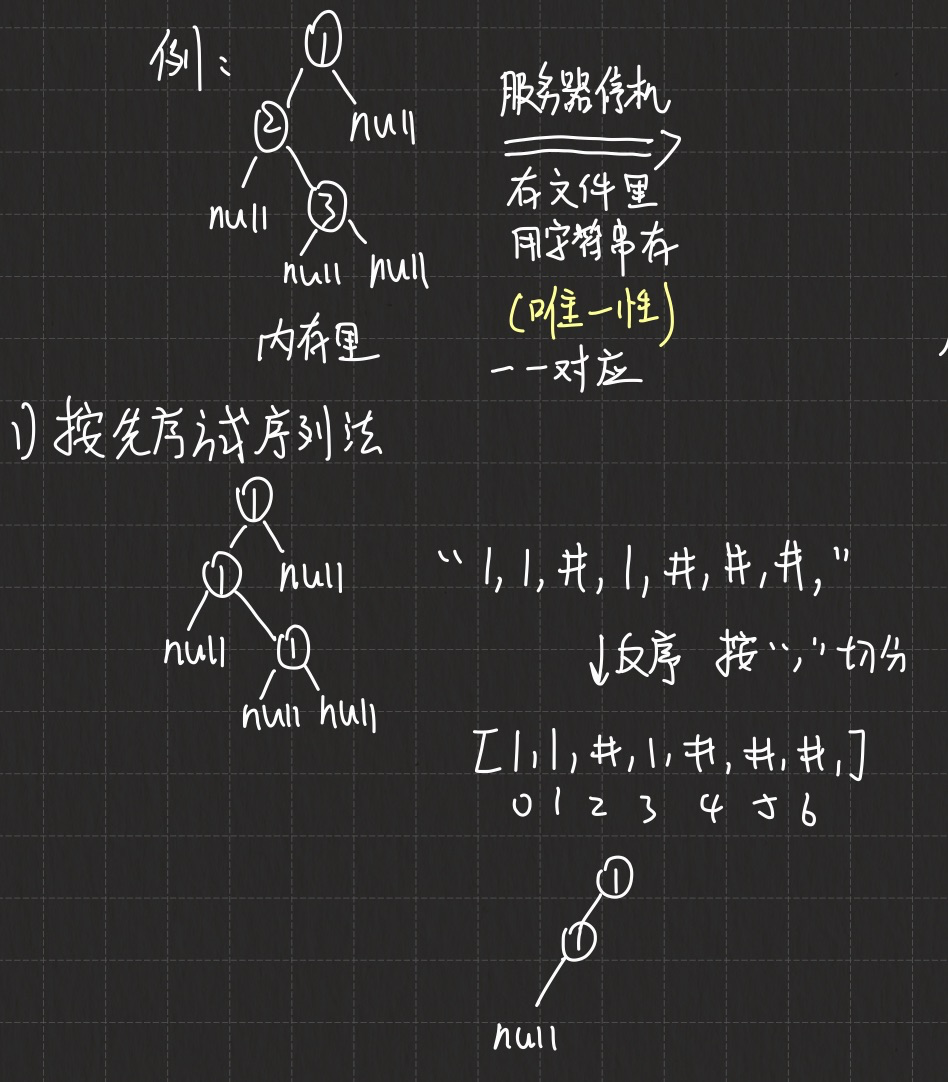 例：
1
2
null
null
3
null null
内存里
服务器停机
存文件里
用字符串存
(唯一性)
一一对应
1) 按先序方式序列法
1
1
null
null
1
null null
“1,1,#,1,#,#,#,”
↓反序 按“,”切分
[1,1,#,1,#,#,#,]
0 1 2 3 4 5 6
1
1
null